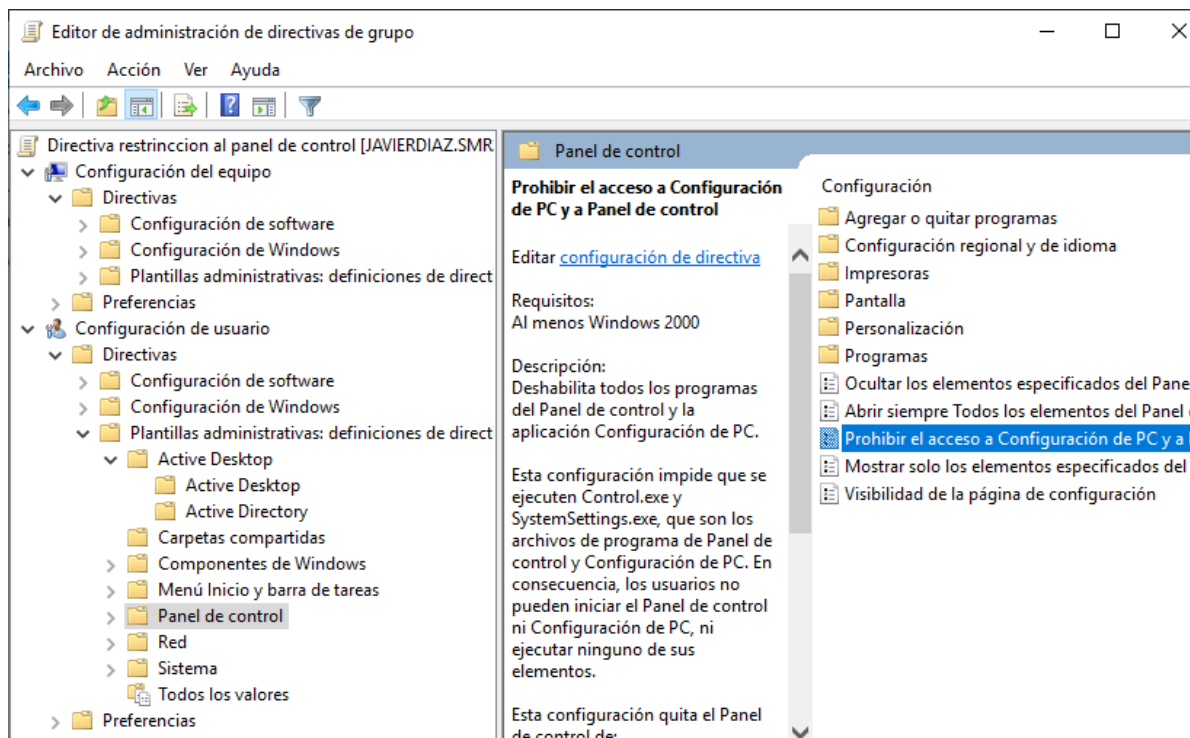 Editor de administración de directivas de grupo
Archivo Acción Ver Ayuda
Directiva restrinccion al panel de control [JAVIERDIAZ.SMR
Configuración del equipo
Directivas
Configuración de software
Configuración de Windows
Plantillas administrativas: definiciones de direct
Preferencias
Configuración de usuario
Directivas
Configuración de software
Configuración de Windows
Plantillas administrativas: definiciones de direct
Active Desktop
Active Desktop
Active Directory
Carpetas compartidas
Componentes de Windows
Menú Inicio y barra de tareas
Panel de control
Red
Sistema
Todos los valores
Preferencias
Panel de control
Prohibir el acceso a Configuración
de PC y a Panel de control
Editar configuración de directiva
Requisitos:
Al menos Windows 2000
Descripción:
Deshabilita todos los programas
del Panel de control y la
aplicación Configuración de PC.
Esta configuración impide que se
ejecuten Control.exe y
SystemSettings.exe, que son los
archivos de programa de Panel de
control y Configuración de PC. En
consecuencia, los usuarios no
pueden iniciar el Panel de control
ni Configuración de PC, ni
ejecutar ninguno de sus
elementos.
Esta configuración quita el Panel
de control de:
Configuración
Agregar o quitar programas
Configuración regional y de idioma
Impresoras
Pantalla
Personalización
Programas
Ocultar los elementos especificados del Pane
Abrir siempre Todos los elementos del Panel
Prohibir el acceso a Configuración de PC y a
Mostrar solo los elementos especificados del
Visibilidad de la página de configuración